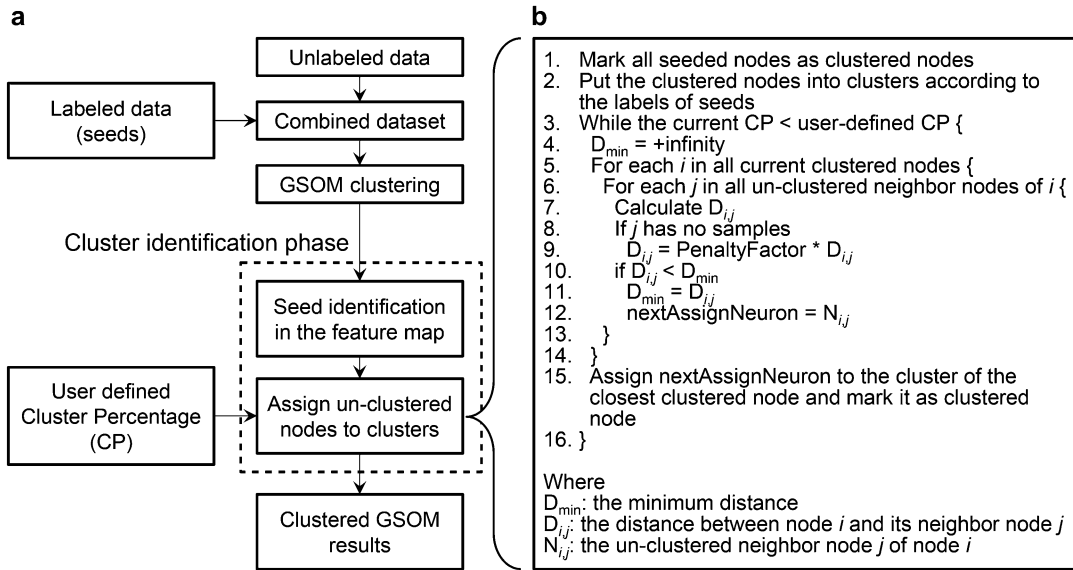 a
Unlabeled data
Labeled data
(seeds)
Combined dataset
GSOM clustering
Cluster identification phase
Seed identification
in the feature map
User defined
Cluster Percentage
(CP)
Assign un-clustered
nodes to clusters
Clustered GSOM
results
b
1. Mark all seeded nodes as clustered nodes
2. Put the clustered nodes into clusters according to
the labels of seeds
3. While the current CP < user-defined CP {
4. Dmin = +infinity
5. For each i in all current clustered nodes {
6. For each j in all un-clustered neighbor nodes of i {
7. Calculate Di,j
8. If j has no samples
9. Di,j = PenaltyFactor * Di,j
10. if Di,j < Dmin
11. Dmin = Di,j
12. nextAssignNeuron = Ni,j
13. }
14. }
15. Assign nextAssignNeuron to the cluster of the
closest clustered node and mark it as clustered
node
16. }
Where
Dmin: the minimum distance
Di,j: the distance between node i and its neighbor node j
Ni,j: the un-clustered neighbor node j of node i